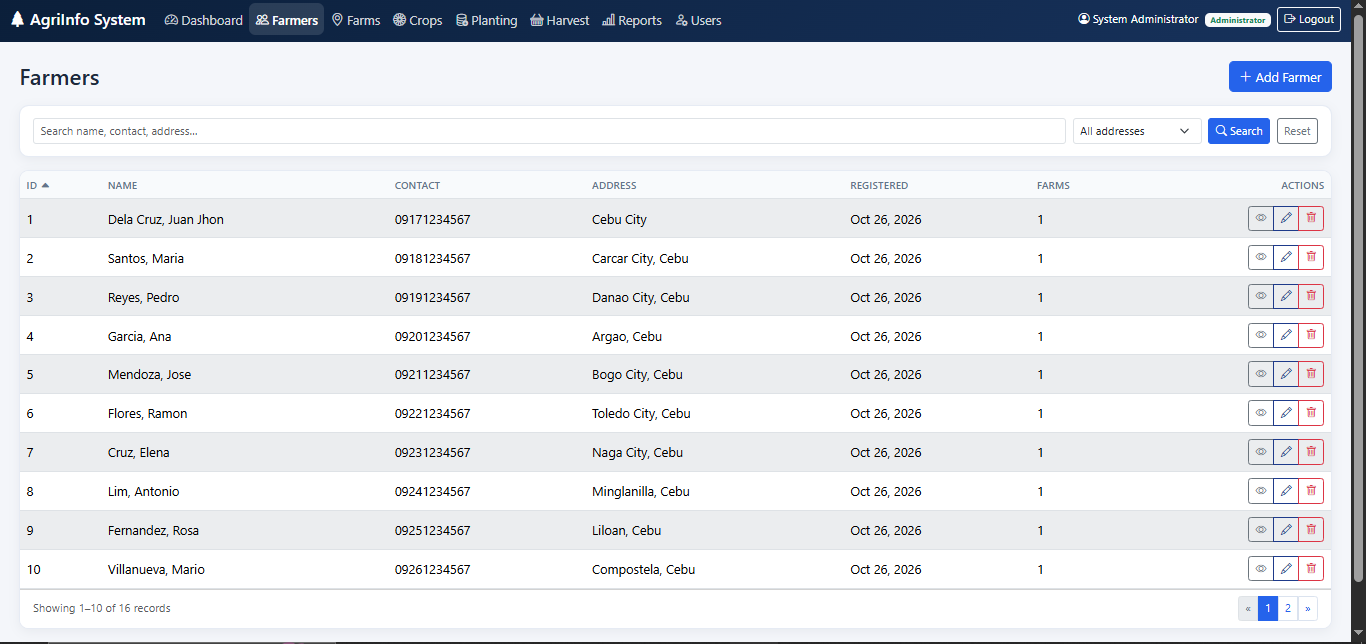 AgriInfo System Dashboard Farmers Farms Crops Planting Harvest Reports Users System Administrator Administrator Logout
Farmers + Add Farmer
Search name, contact, address... All addresses Search Reset
ID NAME CONTACT ADDRESS REGISTERED FARMS ACTIONS
1 Dela Cruz, Juan Jhon 09171234567 Cebu City Oct 26, 2026 1
2 Santos, Maria 09181234567 Carcar City, Cebu Oct 26, 2026 1
3 Reyes, Pedro 09191234567 Danao City, Cebu Oct 26, 2026 1
4 Garcia, Ana 09201234567 Argao, Cebu Oct 26, 2026 1
5 Mendoza, Jose 09211234567 Bogo City, Cebu Oct 26, 2026 1
6 Flores, Ramon 09221234567 Toledo City, Cebu Oct 26, 2026 1
7 Cruz, Elena 09231234567 Naga City, Cebu Oct 26, 2026 1
8 Lim, Antonio 09241234567 Minglanilla, Cebu Oct 26, 2026 1
9 Fernandez, Rosa 09251234567 Liloan, Cebu Oct 26, 2026 1
10 Villanueva, Mario 09261234567 Compostela, Cebu Oct 26, 2026 1
Showing 1–10 of 16 records « 1 2 »